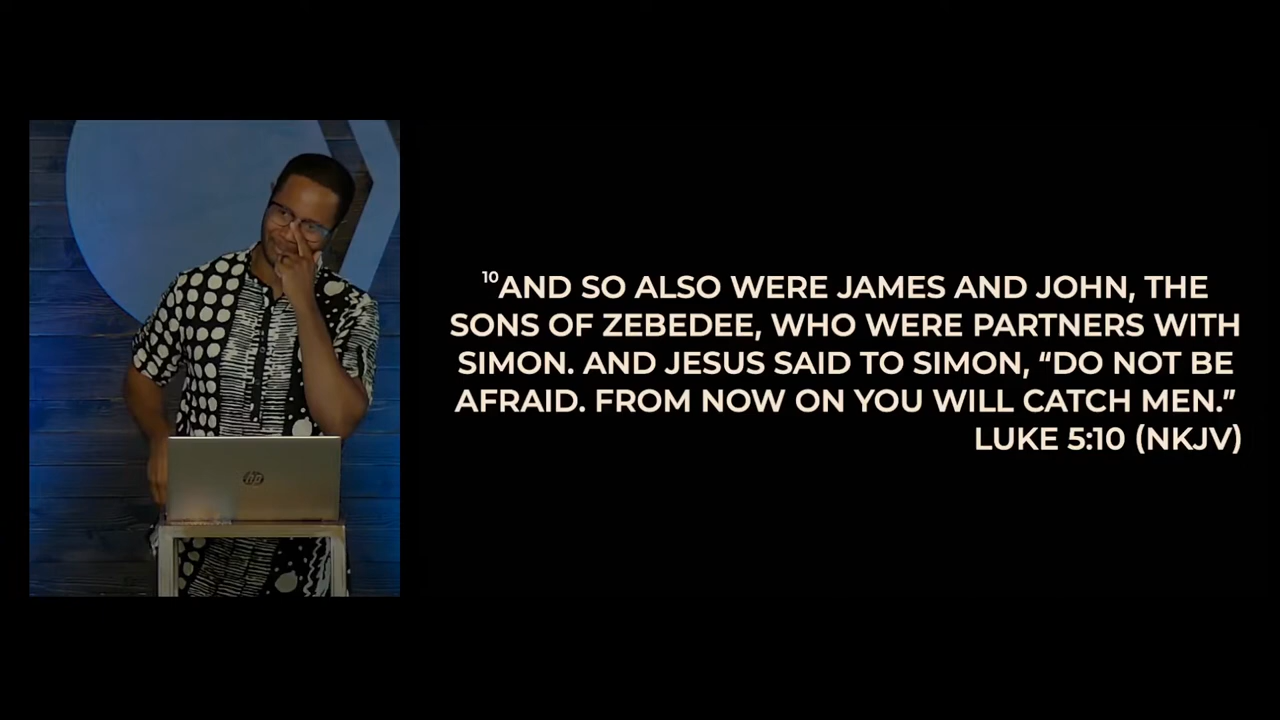 ¹⁰AND SO ALSO WERE JAMES AND JOHN, THE
SONS OF ZEBEDEE, WHO WERE PARTNERS WITH
SIMON. AND JESUS SAID TO SIMON, “DO NOT BE
AFRAID. FROM NOW ON YOU WILL CATCH MEN.”
LUKE 5:10 (NKJV)
hp